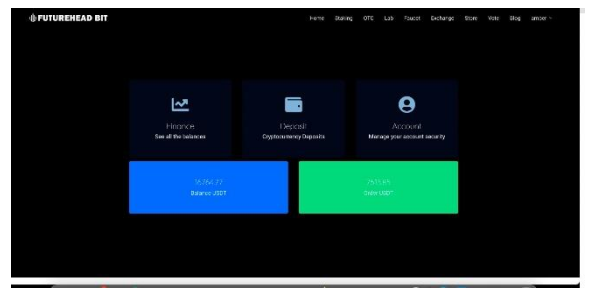 FUTUREHEAD BIT
Home Staking OTC Lab Faucet Exchange Store Vote Blog amber
Finance
See all the balances
Deposit
Cryptocurrency Deposits
Account
Manage your account security
Balance USDT
Order USDT